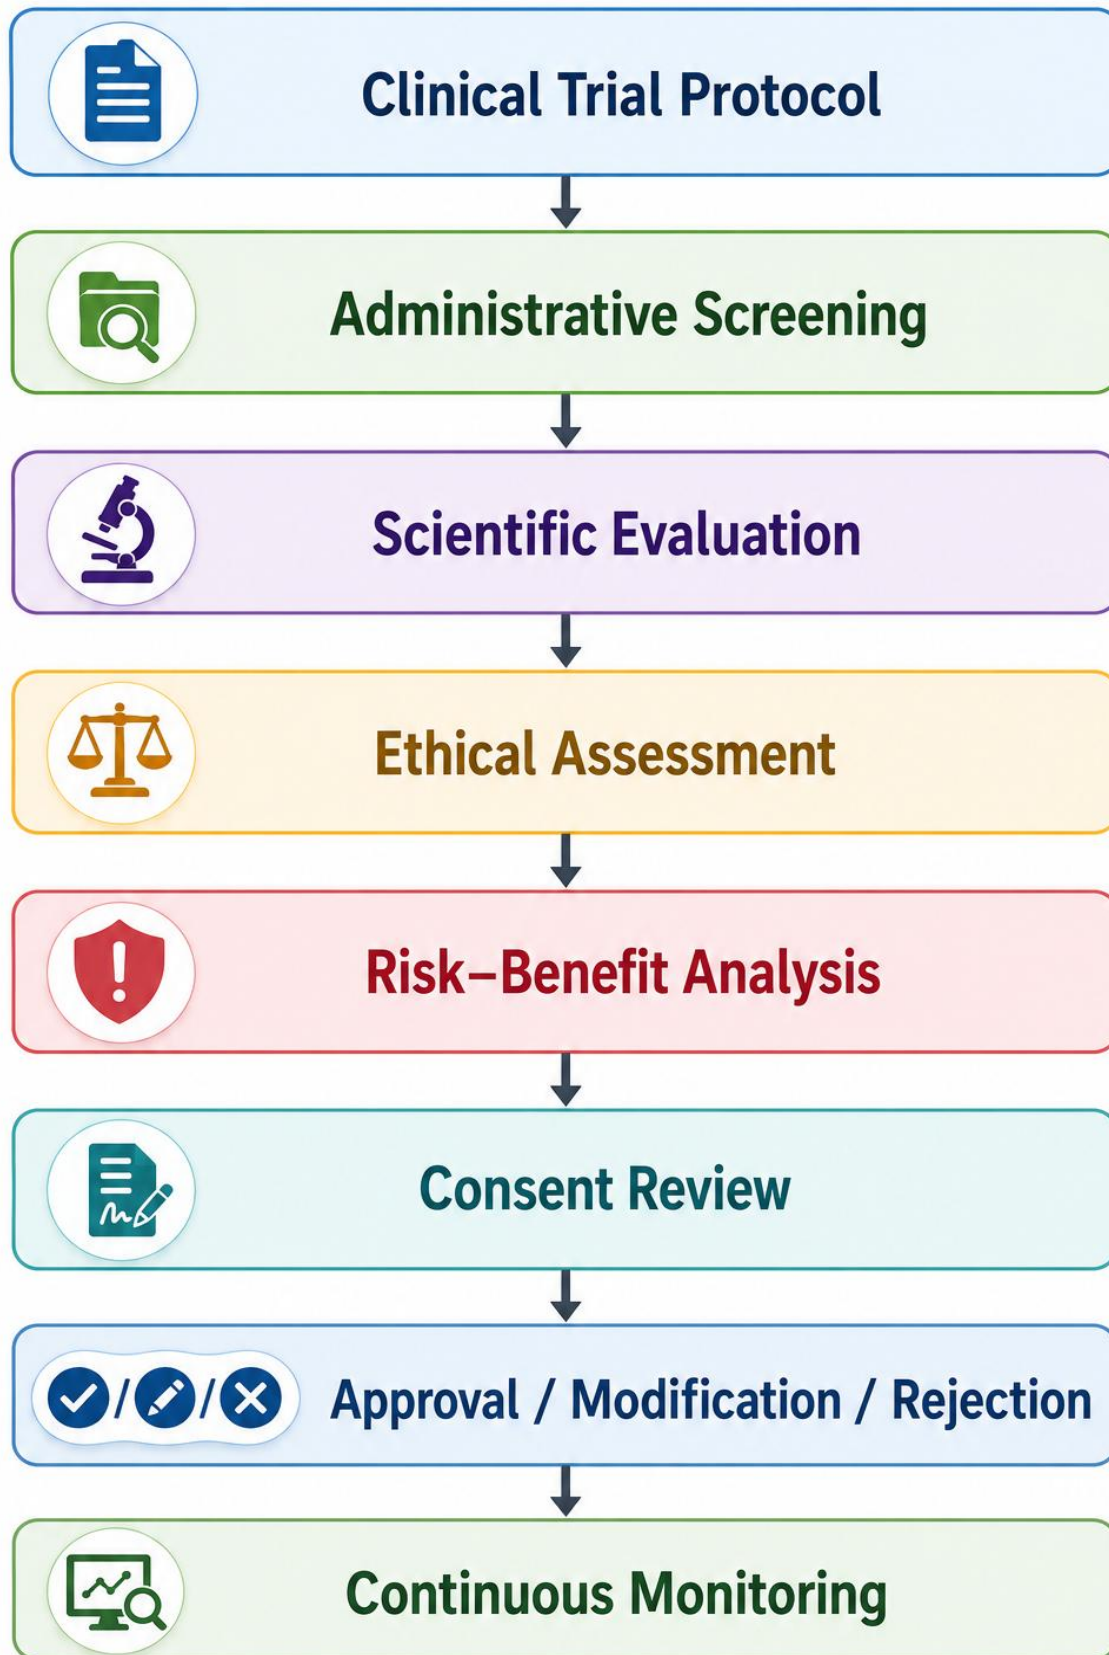 Clinical Trial Protocol
Administrative Screening
Scientific Evaluation
Ethical Assessment
Risk–Benefit Analysis
Consent Review
Approval / Modification / Rejection
Continuous Monitoring